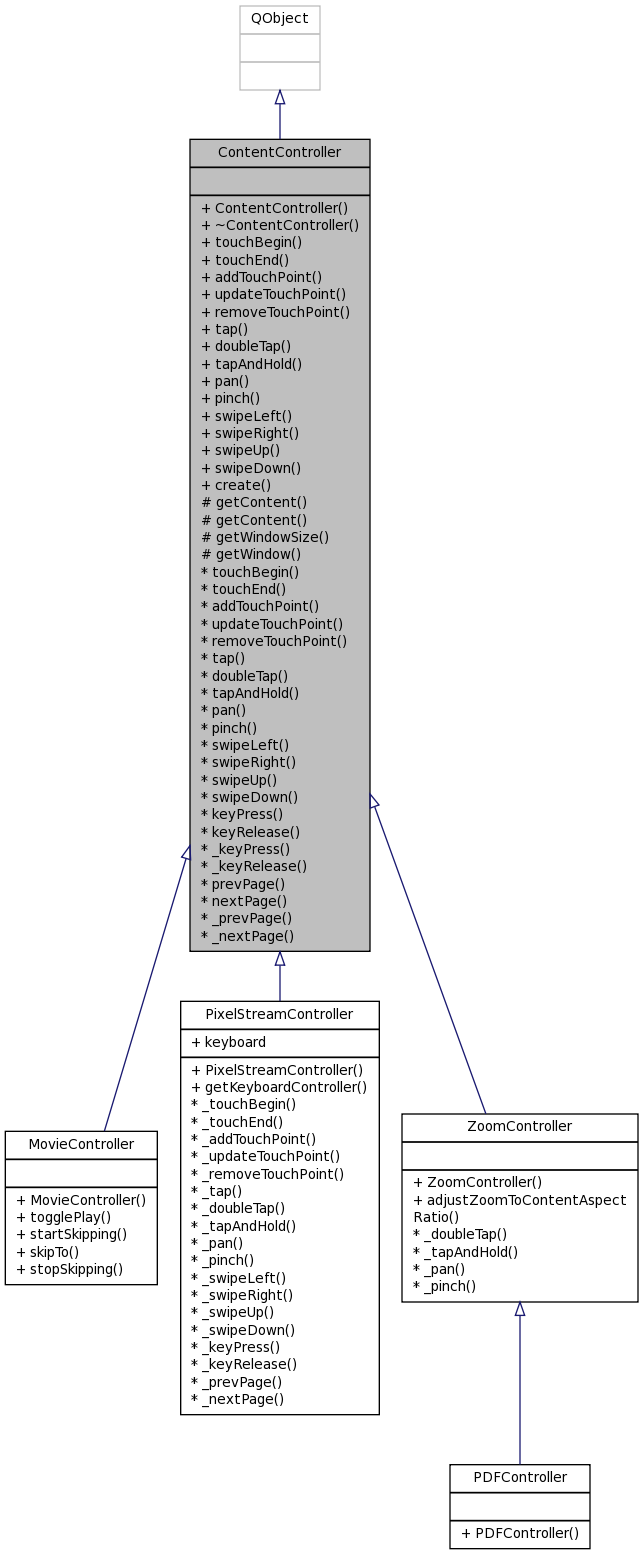 QObject
ContentController
+ ContentController()
+ ~ContentController()
+ touchBegin()
+ touchEnd()
+ addTouchPoint()
+ updateTouchPoint()
+ removeTouchPoint()
+ tap()
+ doubleTap()
+ tapAndHold()
+ pan()
+ pinch()
+ swipeLeft()
+ swipeRight()
+ swipeUp()
+ swipeDown()
+ create()
# getContent()
# getContent()
# getWindowSize()
# getWindow()
* touchBegin()
* touchEnd()
* addTouchPoint()
* updateTouchPoint()
* removeTouchPoint()
* tap()
* doubleTap()
* tapAndHold()
* pan()
* pinch()
* swipeLeft()
* swipeRight()
* swipeUp()
* swipeDown()
* keyPress()
* keyRelease()
* _keyPress()
* _keyRelease()
* prevPage()
* nextPage()
* _prevPage()
* _nextPage()
MovieController
+ MovieController()
+ togglePlay()
+ startSkipping()
+ skipTo()
+ stopSkipping()
PixelStreamController
+ keyboard
+ PixelStreamController()
+ getKeyboardController()
* _touchBegin()
* _touchEnd()
* _addTouchPoint()
* _updateTouchPoint()
* _removeTouchPoint()
* _tap()
* _doubleTap()
* _tapAndHold()
* _pan()
* _pinch()
* _swipeLeft()
* _swipeRight()
* _swipeUp()
* _swipeDown()
* _keyPress()
* _keyRelease()
* _prevPage()
* _nextPage()
ZoomController
+ ZoomController()
+ adjustZoomToContentAspect
Ratio()
* _doubleTap()
* _tapAndHold()
* _pan()
* _pinch()
PDFController
+ PDFController()